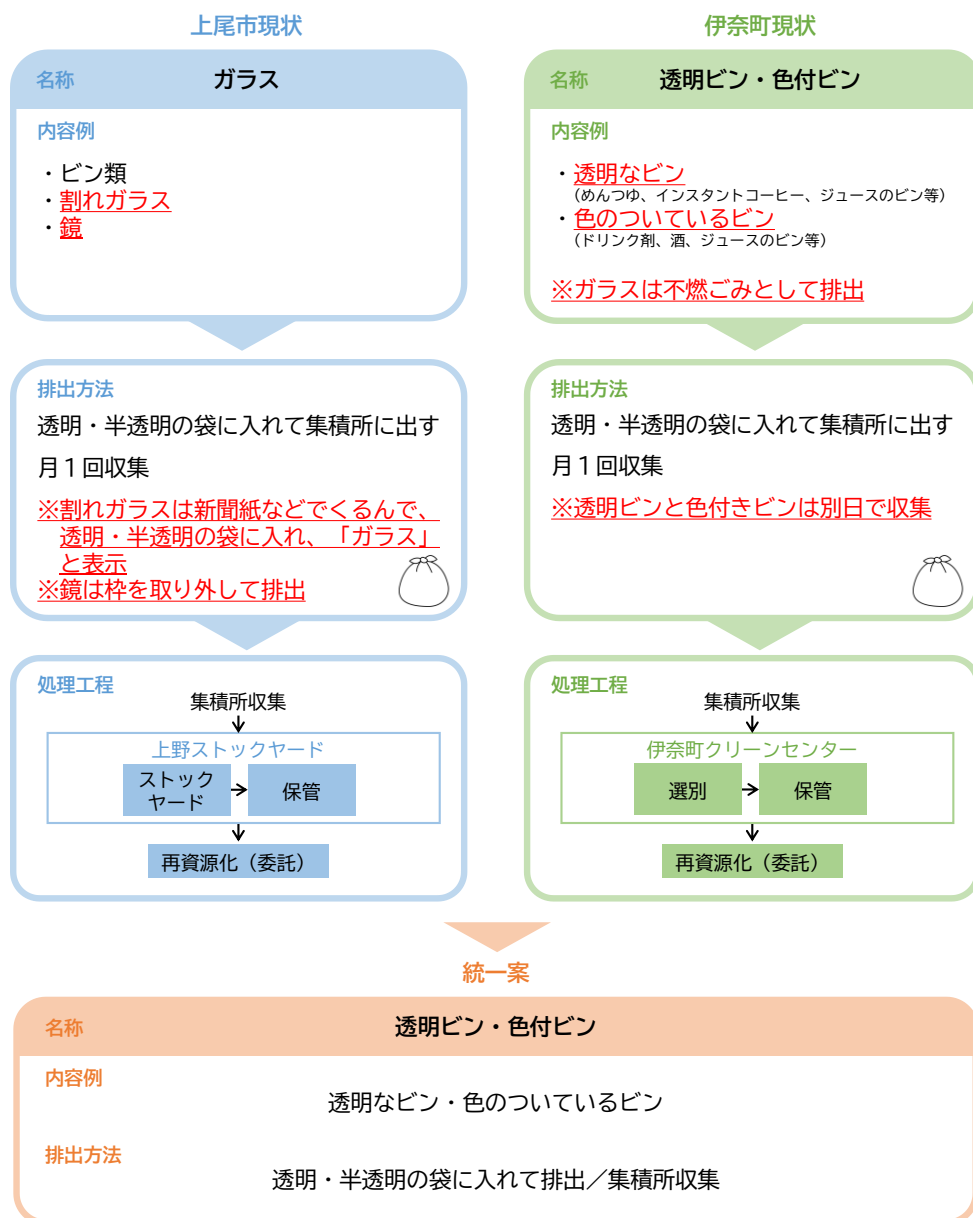 上尾市現状
名称 ガラス
内容例
・ビン類
・割れガラス
・鏡
排出方法
透明・半透明の袋に入れて集積所に出す
月１回収集
※割れガラスは新聞紙などでくるんで、
透明・半透明の袋に入れ、「ガラス」
と表示
※鏡は枠を取り外して排出
処理工程
集積所収集
上野ストックヤード
ストック
ヤード
保管
再資源化（委託）
伊奈町現状
名称 透明ビン・色付ビン
内容例
・透明なビン
（めんつゆ、インスタントコーヒー、ジュースのビン等）
・色のついているビン
（ドリンク剤、酒、ジュースのビン等）
※ガラスは不燃ごみとして排出
排出方法
透明・半透明の袋に入れて集積所に出す
月１回収集
※透明ビンと色付きビンは別日で収集
処理工程
集積所収集
伊奈町クリーンセンター
選別
保管
再資源化（委託）
統一案
名称 透明ビン・色付ビン
内容例
透明なビン・色のついているビン
排出方法
透明・半透明の袋に入れて排出／集積所収集